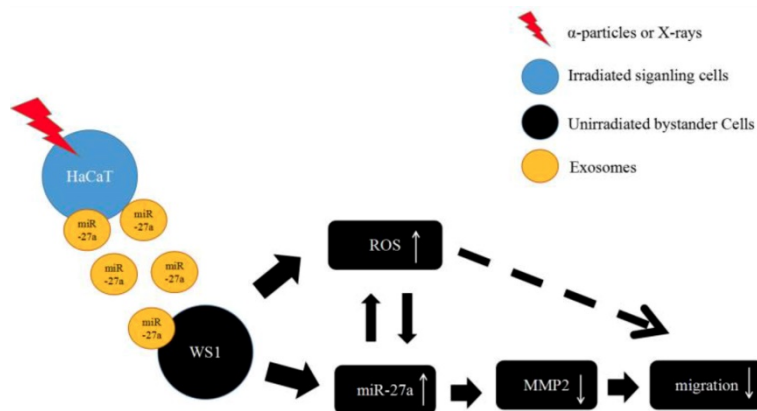 α-particles or X-rays
Irradiated siganling cells
Unirradiated bystander Cells
Exosomes
HaCaT
miR
-27a
miR
-27a
miR
-27a
miR
-27a
miR
-27a
WS1
ROS ↑
miR-27a ↑
MMP2 ↓
migration ↓